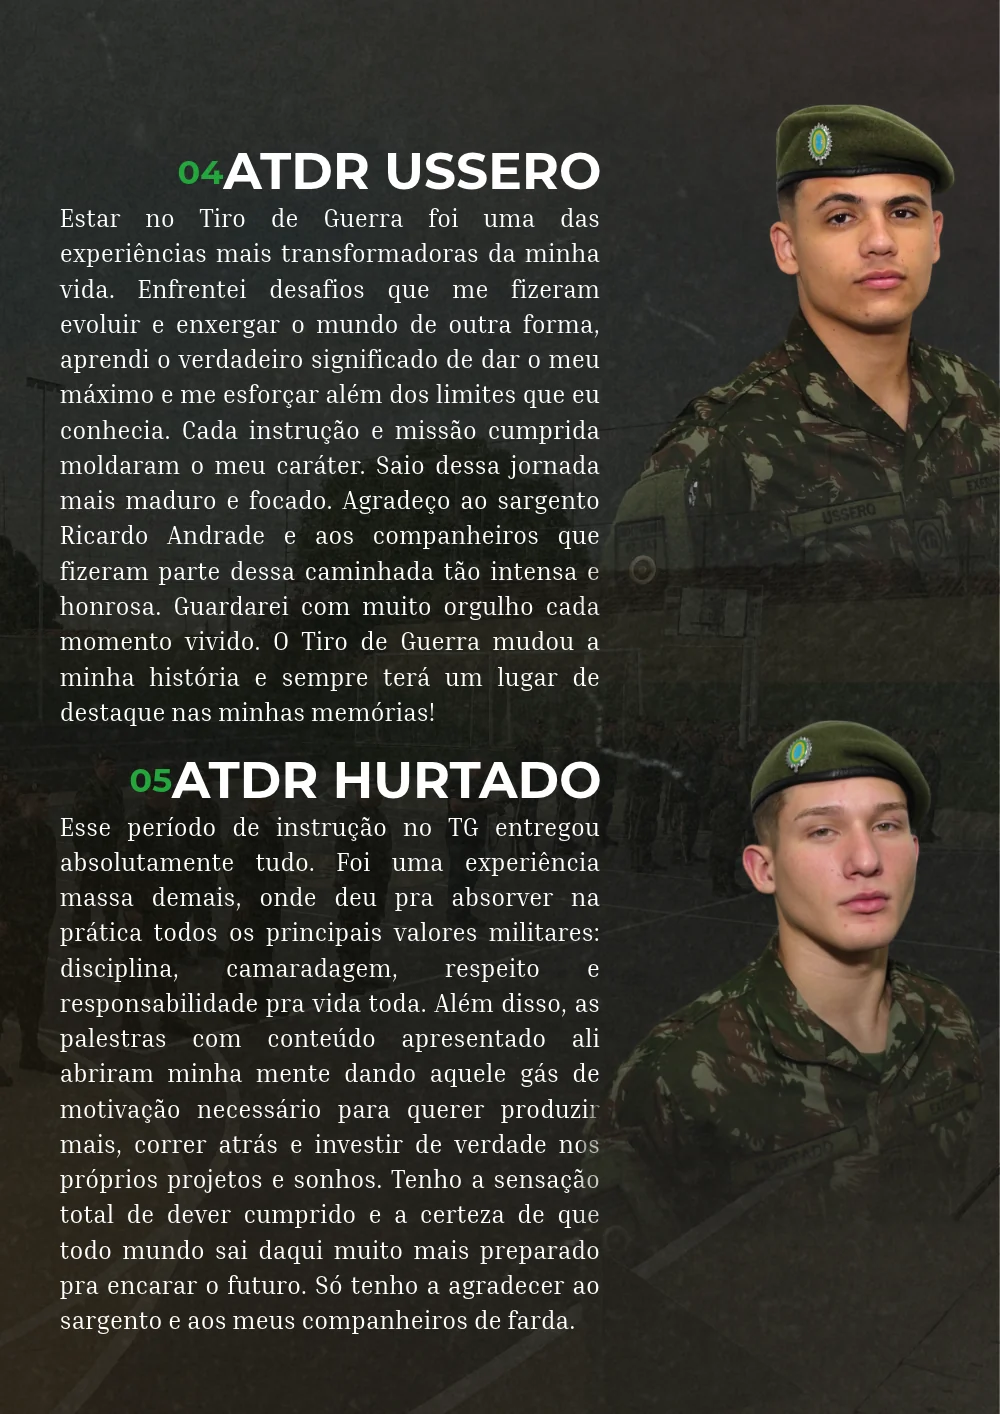 04 ATDR USSERO
Estar no Tiro de Guerra foi uma das
experiências mais transformadoras da minha
vida. Enfrentei desafios que me fizeram
evoluir e enxergar o mundo de outra forma,
aprendi o verdadeiro significado de dar o meu
máximo e me esforçar além dos limites que eu
conhecia. Cada instrução e missão cumprida
moldaram o meu caráter. Saio dessa jornada
mais maduro e focado. Agradeço ao sargento
Ricardo Andrade e aos companheiros que
fizeram parte dessa caminhada tão intensa e
honrosa. Guardarei com muito orgulho cada
momento vivido. O Tiro de Guerra mudou a
minha história e sempre terá um lugar de
destaque nas minhas memórias!
USSERO
05 ATDR HURTADO
Esse período de instrução no TG entregou
absolutamente tudo. Foi uma experiência
massa demais, onde deu pra absorver na
prática todos os principais valores militares:
disciplina, camaradagem, respeito e
responsabilidade pra vida toda. Além disso, as
palestras com conteúdo apresentado ali
abriram minha mente dando aquele gás de
motivação necessário para querer produzir
mais, correr atrás e investir de verdade nos
próprios projetos e sonhos. Tenho a sensação
total de dever cumprido e a certeza de que
todo mundo sai daqui muito mais preparado
pra encarar o futuro. Só tenho a agradecer ao
sargento e aos meus companheiros de farda.